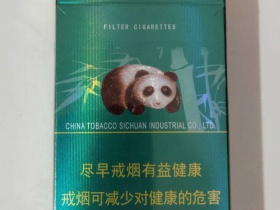 FILTER CIGARETTES
CHINA TOBACCO SICHUAN INDUSTRIAL CO., LTD.
尽早戒烟有益健康
戒烟可减少对健康的危害